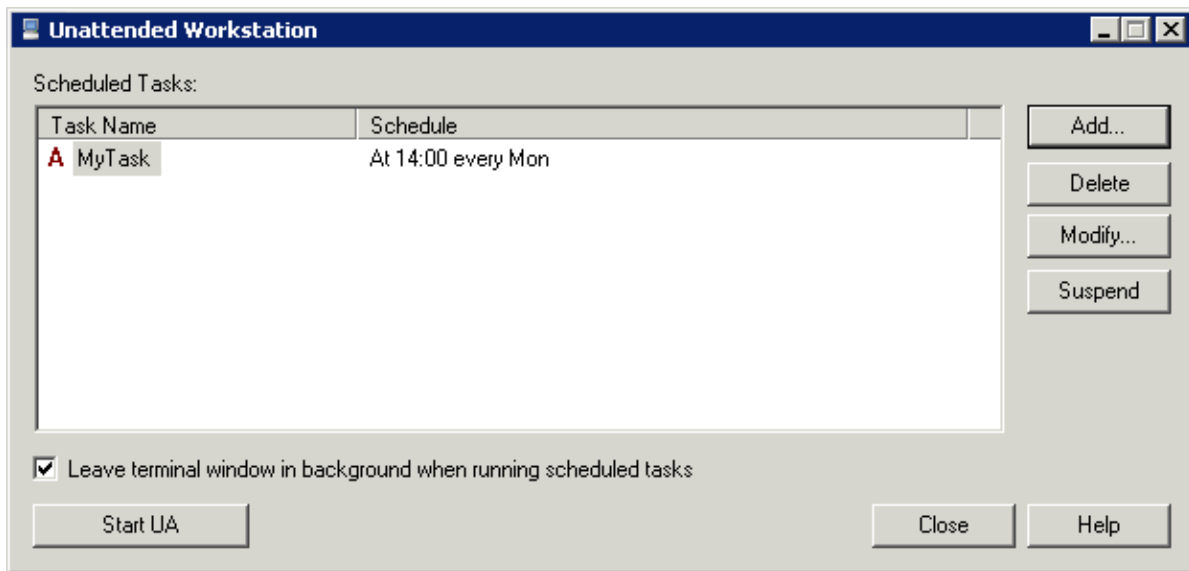 Unattended Workstation
Scheduled Tasks:
Task Name Schedule
A MyTask At 14:00 every Mon
Add...
Delete
Modify...
Suspend
Leave terminal window in background when running scheduled tasks
Start UA Close Help